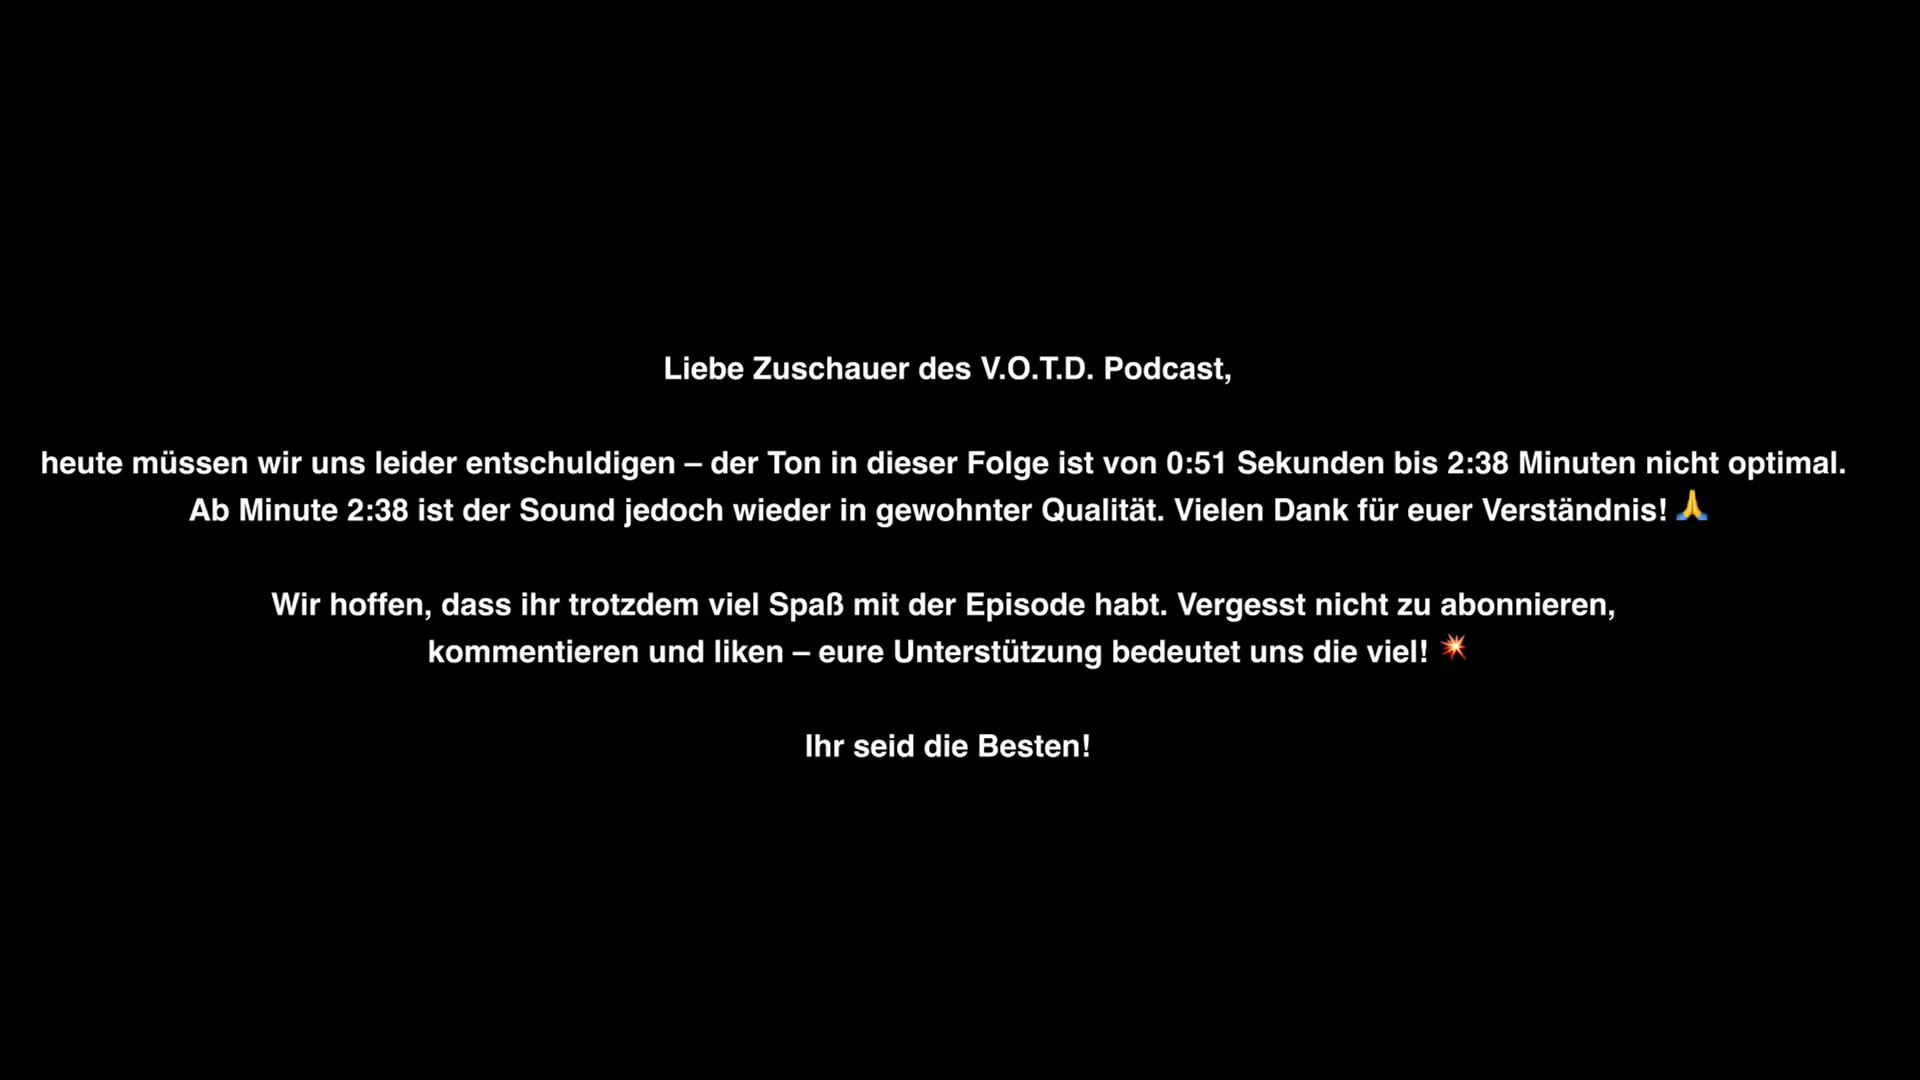 Liebe Zuschauer des V.O.T.D. Podcast,
heute müssen wir uns leider entschuldigen – der Ton in dieser Folge ist von 0:51 Sekunden bis 2:38 Minuten nicht optimal.
Ab Minute 2:38 ist der Sound jedoch wieder in gewohnter Qualität. Vielen Dank für euer Verständnis! 🙏
Wir hoffen, dass ihr trotzdem viel Spaß mit der Episode habt. Vergesst nicht zu abonnieren,
kommentieren und liken – eure Unterstützung bedeutet uns die viel! 💥
Ihr seid die Besten!